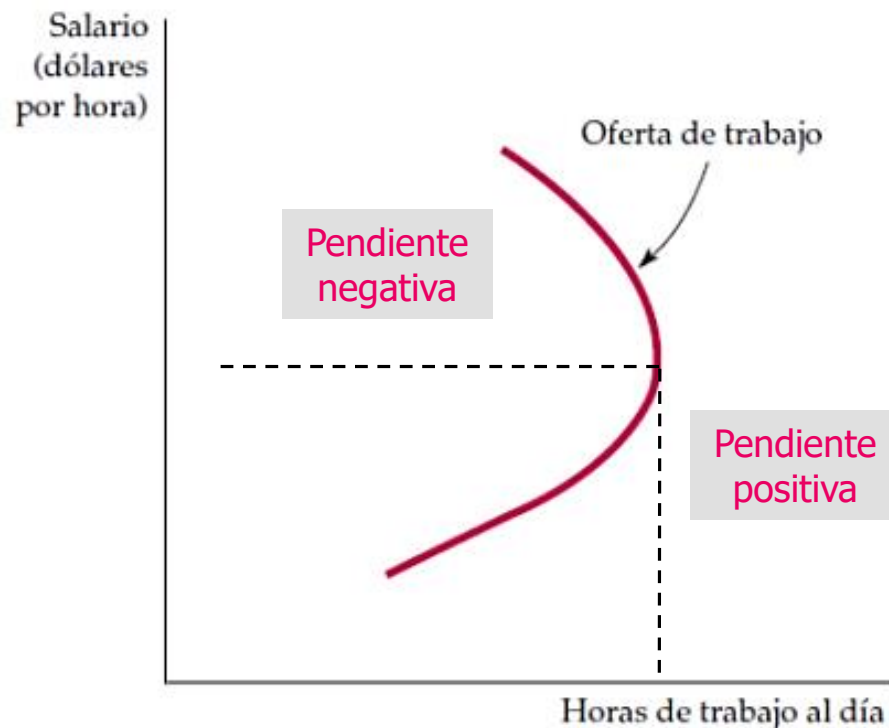 Salario
(dólares
por hora)
Oferta de trabajo
Pendiente
negativa
Pendiente
positiva
Horas de trabajo al día